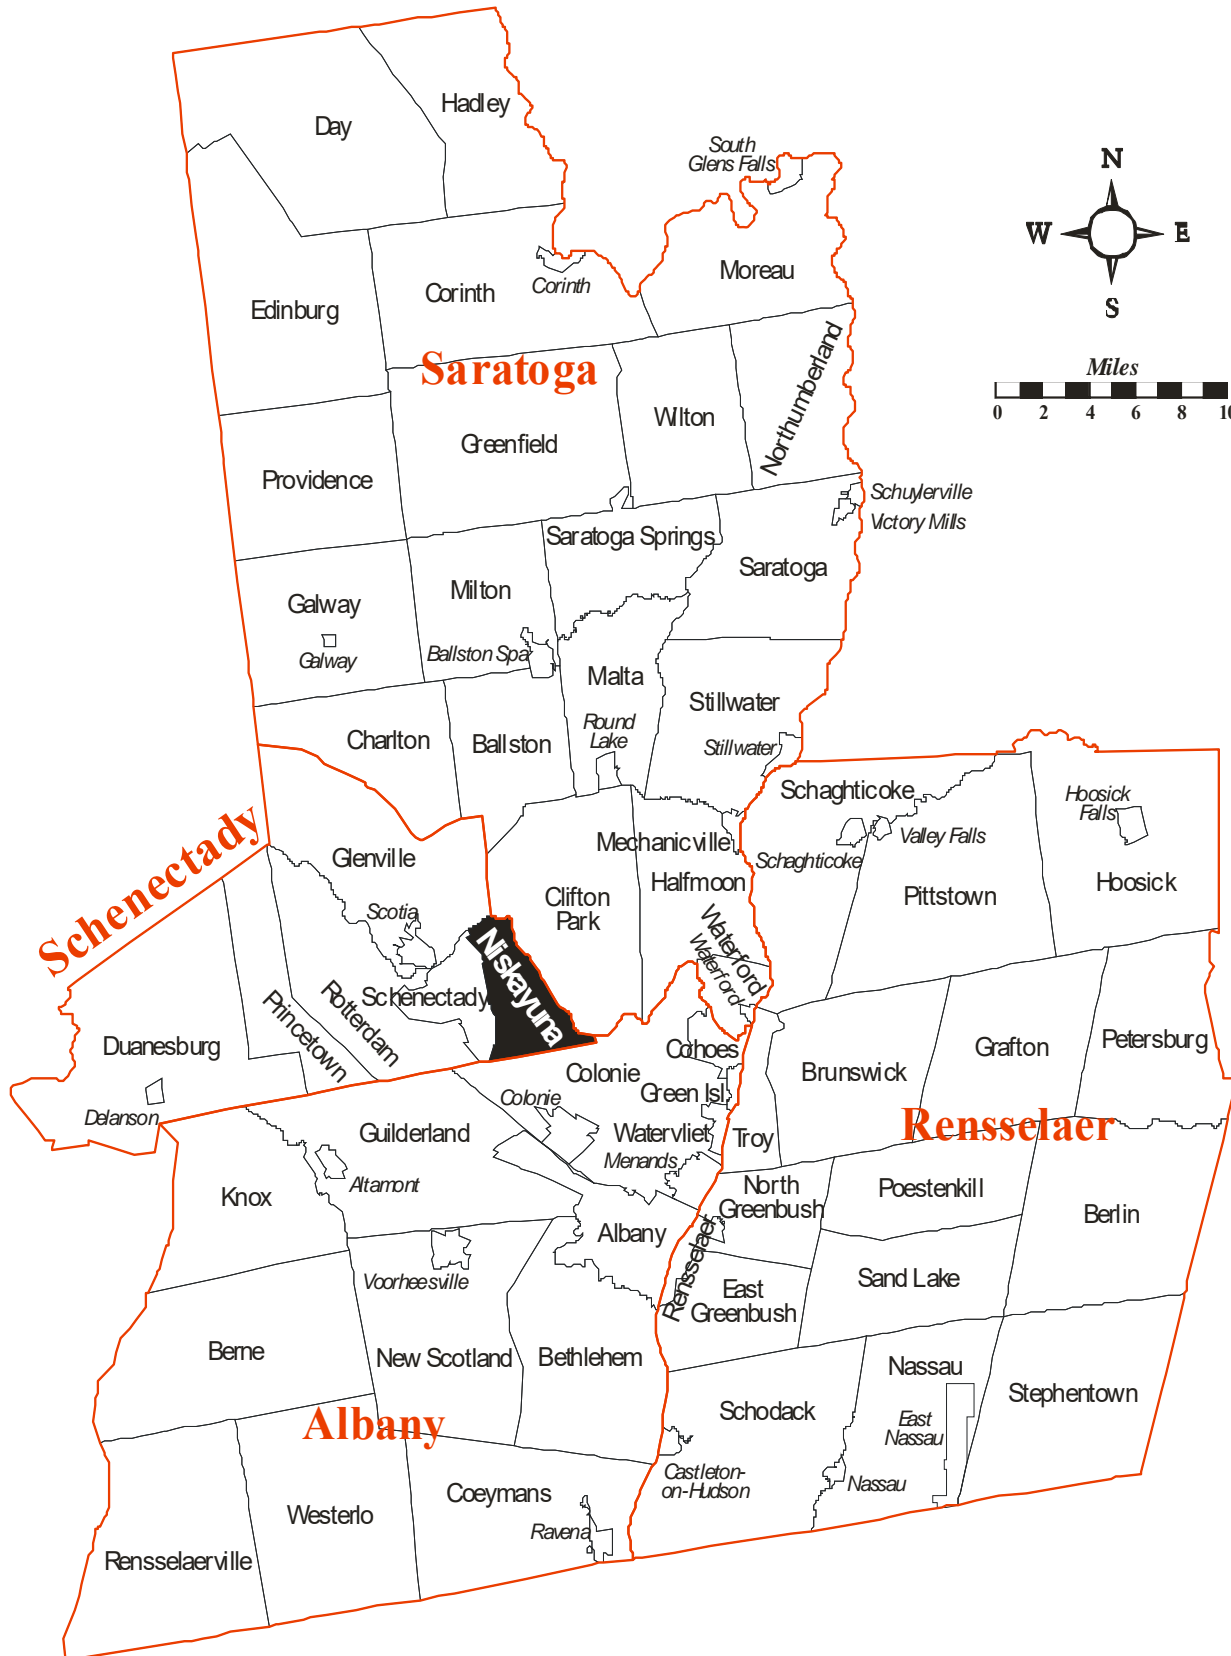 Hadley
Day
South
Glens Falls
N
W
E
S
Moreau
Corinth
Corinth
Edinburg
Saratoga
Miles
0 2 4 6 8 10
Northumberland
Wilton
Greenfield
Providence
Schuylerville
Victory Mills
Saratoga Springs
Saratoga
Milton
Galway
Galway
Ballston Spa
Malta
Stillwater
Round
Lake
Stillwater
Charlton
Ballston
Schaghticoke
Hoosick
Falls
Valley Falls
Schaghticoke
Mechanicville
Schenectady
Glenville
Halfmoon
Hoosick
Pittstown
Clifton
Park
Scotia
Niskayuna
Waterford
Waterford
Schenectady
Rotterdam
Princetown
Duanesburg
Delanson
Cohoes
Colonie
Green Isl.
Colonie
Brunswick
Grafton
Petersburg
Rensselaer
Guilderland
Watervliet
Menands
Troy
Altamont
Knox
North
Greenbush
Poestenkill
Berlin
Albany
Rensselaer
Voorheesville
Sand Lake
East
Greenbush
Berne
New Scotland
Bethlehem
Nassau
Stephentown
Schodack
East
Nassau
Albany
Castleton-
on-Hudson
Nassau
Coeymans
Westerlo
Ravena
Rensselaerville